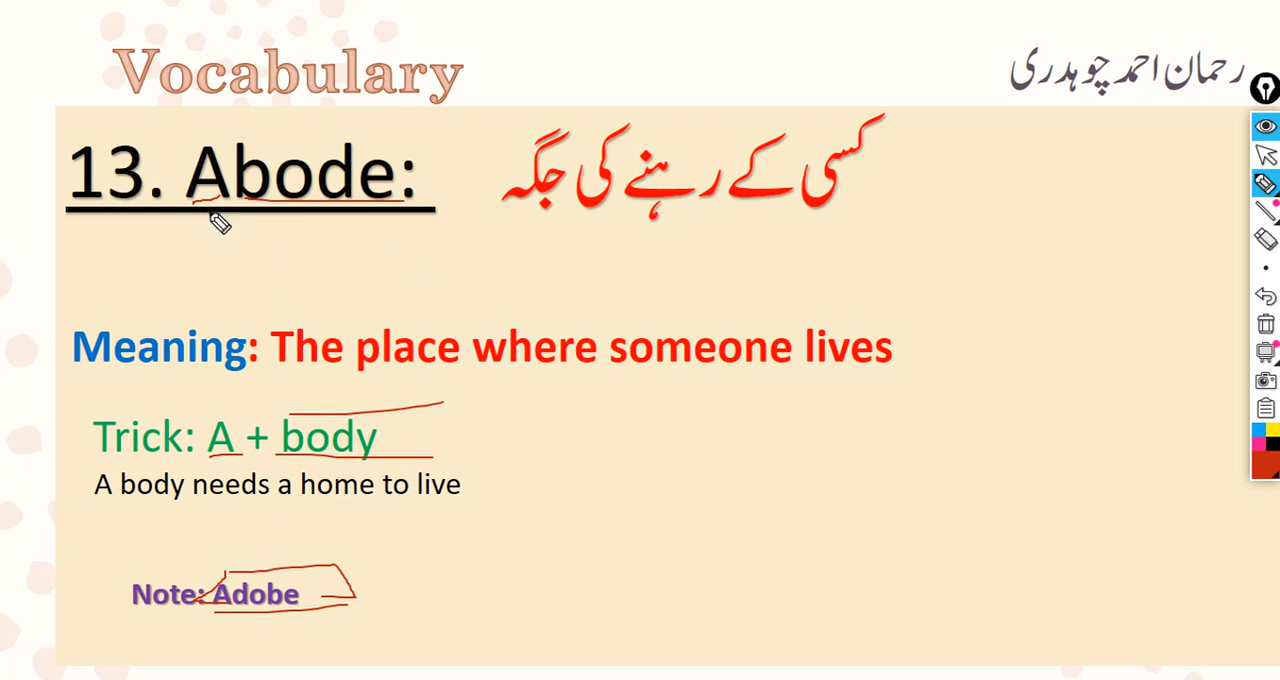 Vocabulary
رحمان احمد چوہدری
13. Abode:
کسی کے رہنے کی جگہ
Meaning: The place where someone lives
Trick: A + body
A body needs a home to live
Note: Adobe